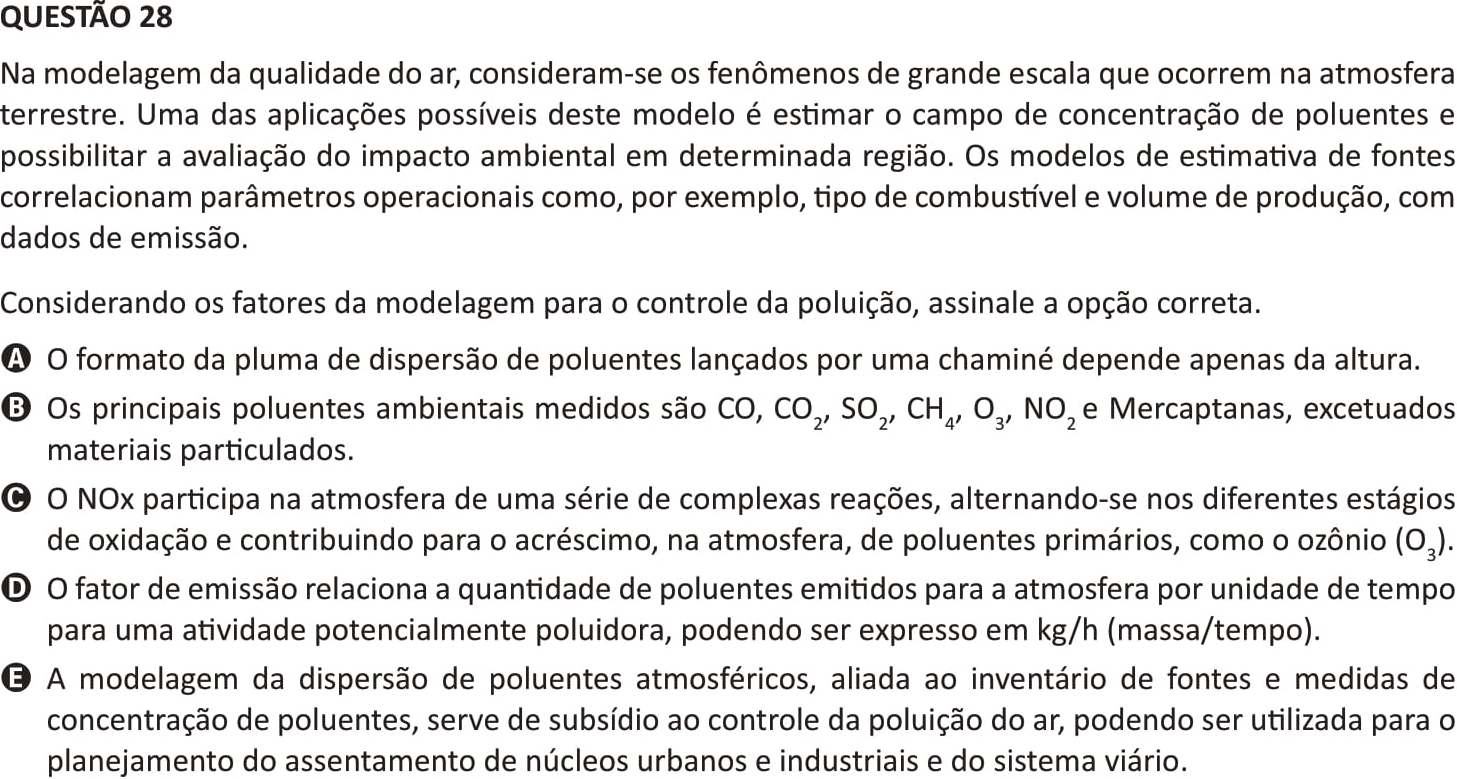 QUESTÃO 28
Na modelagem da qualidade do ar, consideram-se os fenômenos de grande escala que ocorrem na atmosfera
terrestre. Uma das aplicações possíveis deste modelo é estimar o campo de concentração de poluentes e
possibilitar a avaliação do impacto ambiental em determinada região. Os modelos de estimativa de fontes
correlacionam parâmetros operacionais como, por exemplo, tipo de combustível e volume de produção, com
dados de emissão.
Considerando os fatores da modelagem para o controle da poluição, assinale a opção correta.
A O formato da pluma de dispersão de poluentes lançados por uma chaminé depende apenas da altura.
B Os principais poluentes ambientais medidos são CO, CO₂, SO₂, CH₄, O₃, NO₂ e Mercaptanas, excetuados
materiais particulados.
C O NOx participa na atmosfera de uma série de complexas reações, alternando-se nos diferentes estágios
de oxidação e contribuindo para o acréscimo, na atmosfera, de poluentes primários, como o ozônio (O₃).
D O fator de emissão relaciona a quantidade de poluentes emitidos para a atmosfera por unidade de tempo
para uma atividade potencialmente poluidora, podendo ser expresso em kg/h (massa/tempo).
E A modelagem da dispersão de poluentes atmosféricos, aliada ao inventário de fontes e medidas de
concentração de poluentes, serve de subsídio ao controle da poluição do ar, podendo ser utilizada para o
planejamento do assentamento de núcleos urbanos e industriais e do sistema viário.